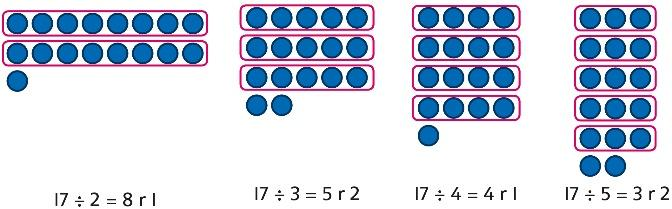 17 ÷ 2 = 8 r 1
17 ÷ 3 = 5 r 2
17 ÷ 4 = 4 r 1
17 ÷ 5 = 3 r 2